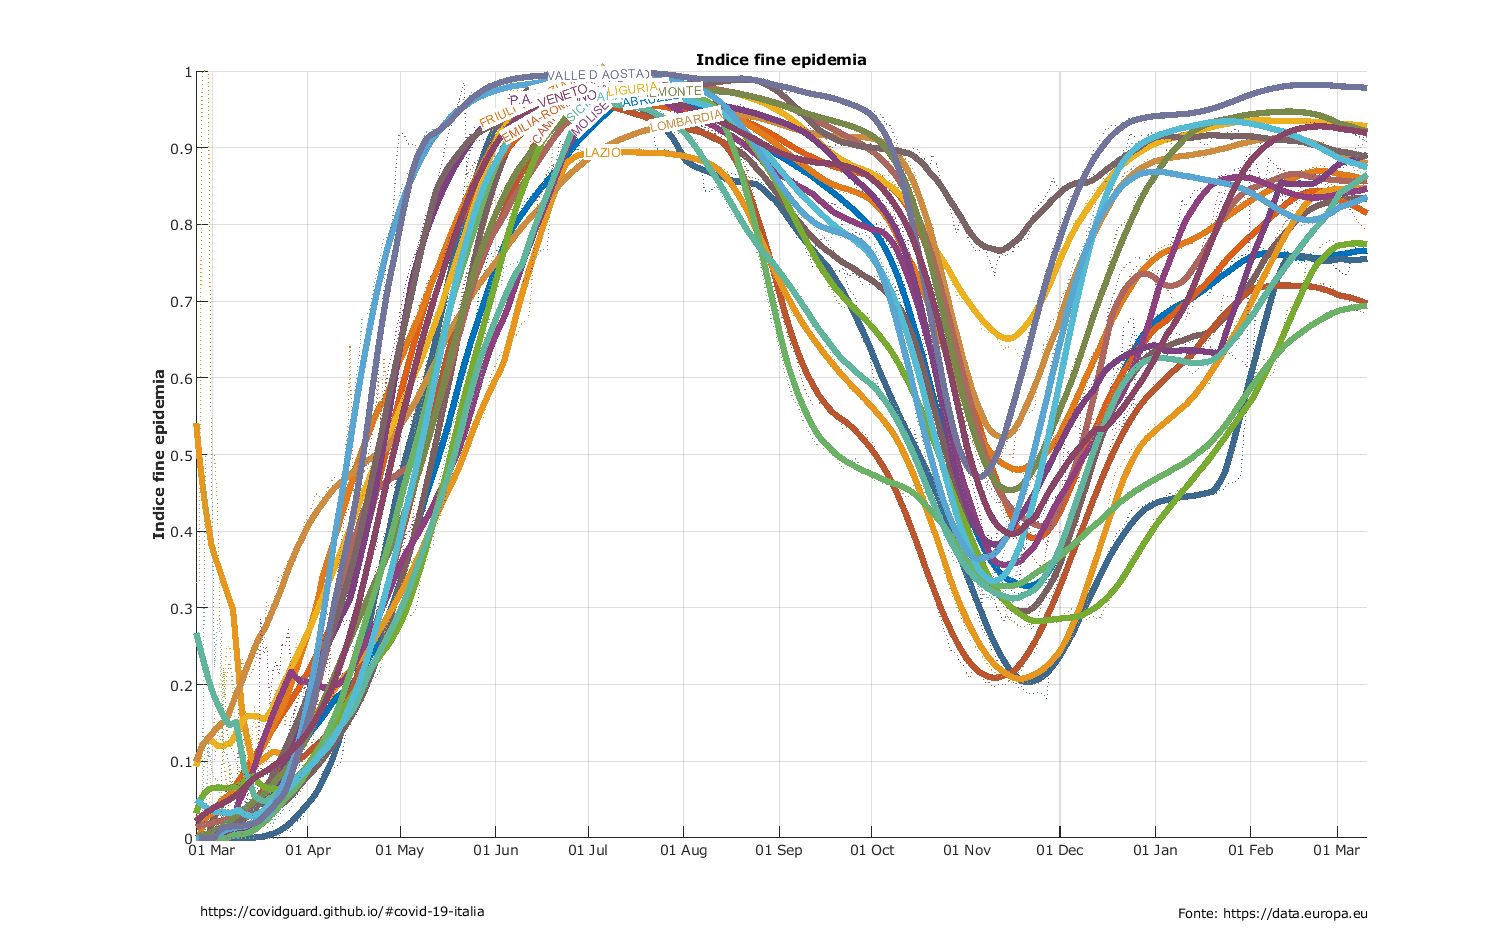 Indice fine epidemia
Indice fine epidemia
1
0.9
0.8
0.7
0.6
0.5
0.4
0.3
0.2
0.1
0
VALLE D AOSTA
LIGURIA
P.A. VENETO
FRIULI
MOLISE
LOMBARDIA
LAZIO
01 Mar 01 Apr 01 May 01 Jun 01 Jul 01 Aug 01 Sep 01 Oct 01 Nov 01 Dec 01 Jan 01 Feb 01 Mar
https://covidguard.github.io/#covid-19-italia
Fonte: https://data.europa.eu